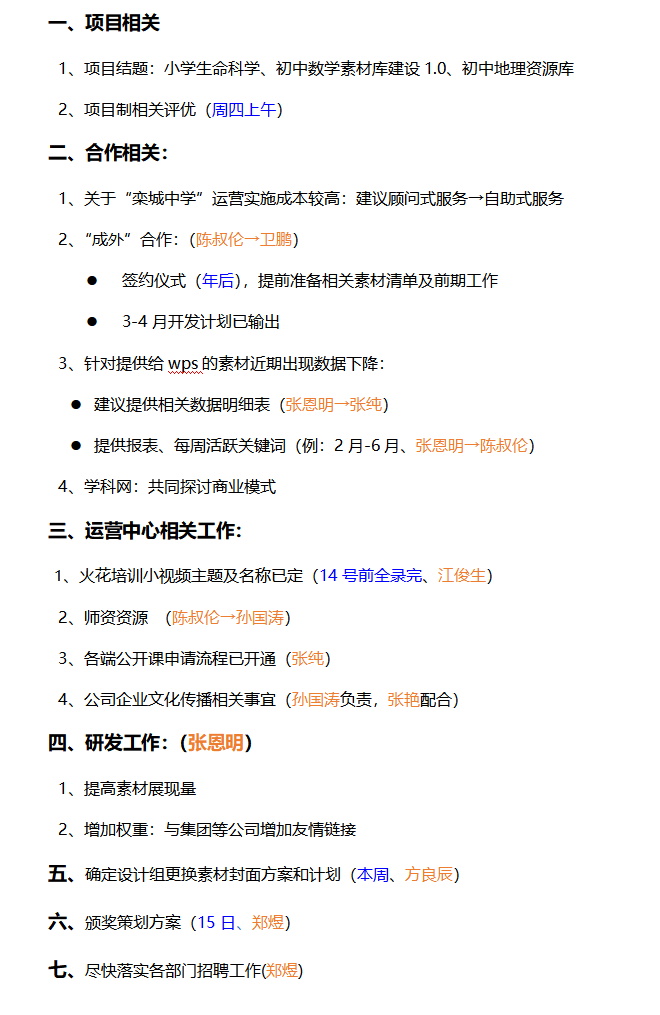 一、项目相关
1、项目结题：小学生命科学、初中数学素材库建设 1.0、初中地理资源库
2、项目制相关评优（周四上午）
二、合作相关：
1、关于“栾城中学”运营实施成本较高：建议顾问式服务→自助式服务
2、“成外”合作：（陈叔伦→卫鹏）
● 签约仪式（年后），提前准备相关素材清单及前期工作
● 3-4 月开发计划已输出
3、针对提供给 wps 的素材近期出现数据下降：
● 建议提供相关数据明细表（张恩明→张纯）
● 提供报表、每周活跃关键词（例：2 月-6 月、张恩明→陈叔伦）
4、学科网：共同探讨商业模式
三、运营中心相关工作：
1、火花培训小视频主题及名称已定（14 号前全录完、江俊生）
2、师资资源 （陈叔伦→孙国涛）
3、各端公开课申请流程已开通（张纯）
4、公司企业文化传播相关事宜（孙国涛负责，张艳配合）
四、研发工作：（张恩明）
1、提高素材展现量
2、增加权重：与集团等公司增加友情链接
五、确定设计组更换素材封面方案和计划（本周、方良辰）
六、颁奖策划方案（15 日、郑煜）
七、尽快落实各部门招聘工作(郑煜)